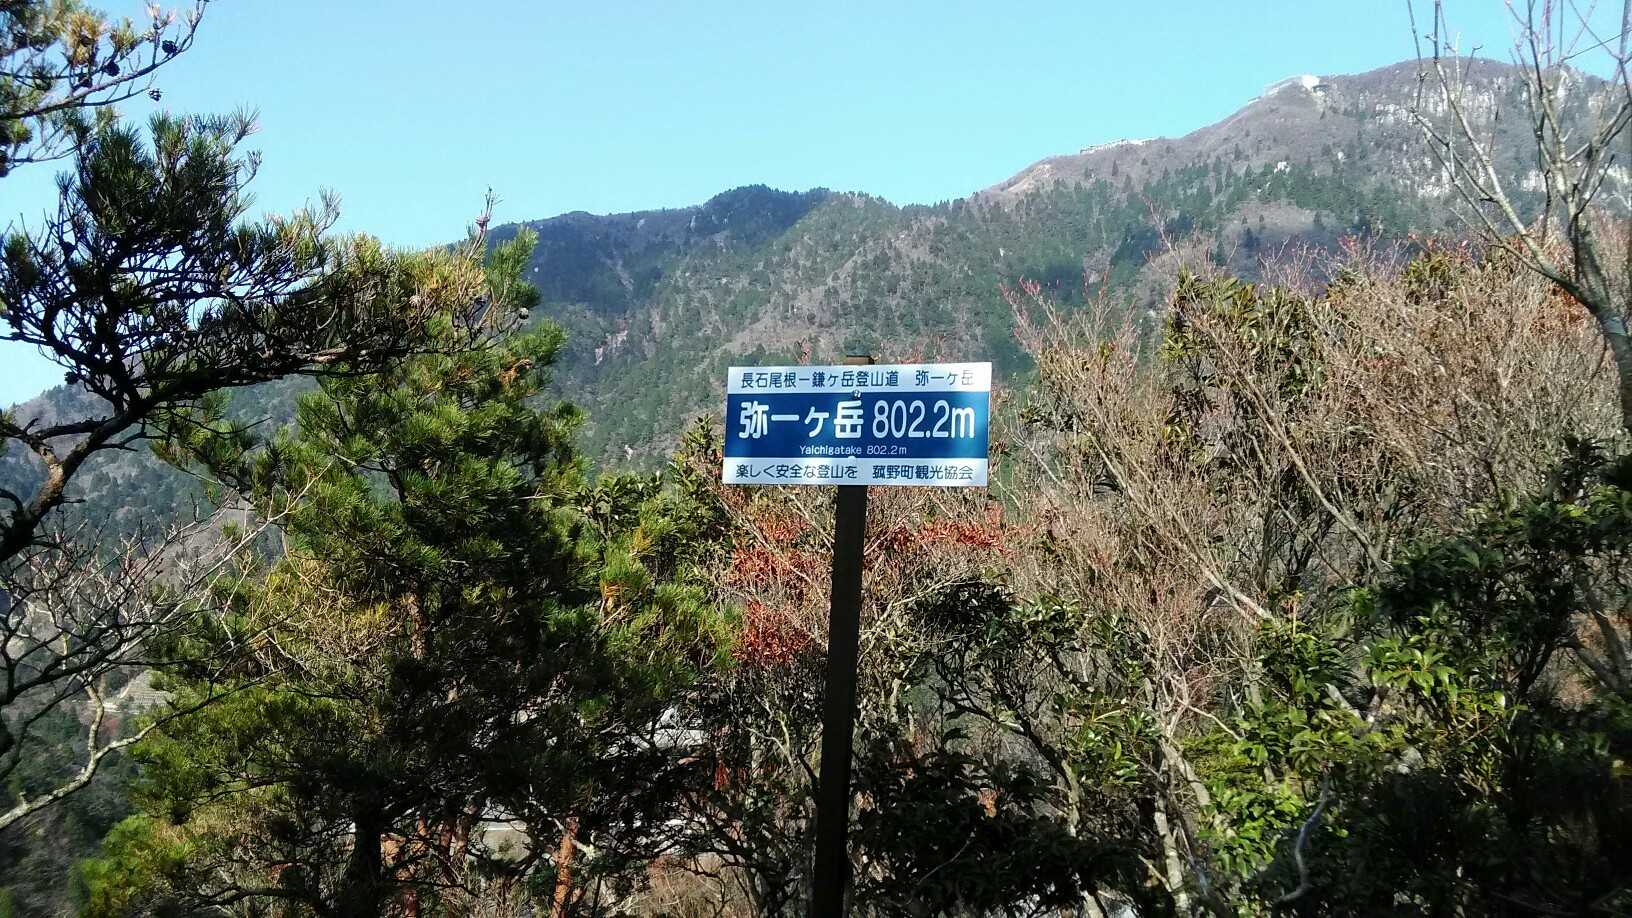 長石尾根ー鎌ヶ岳登山道　弥一ヶ岳
弥一ヶ岳 802.2m
Yaichigatake 802.2m
楽しく安全な登山を　菰野町観光協会